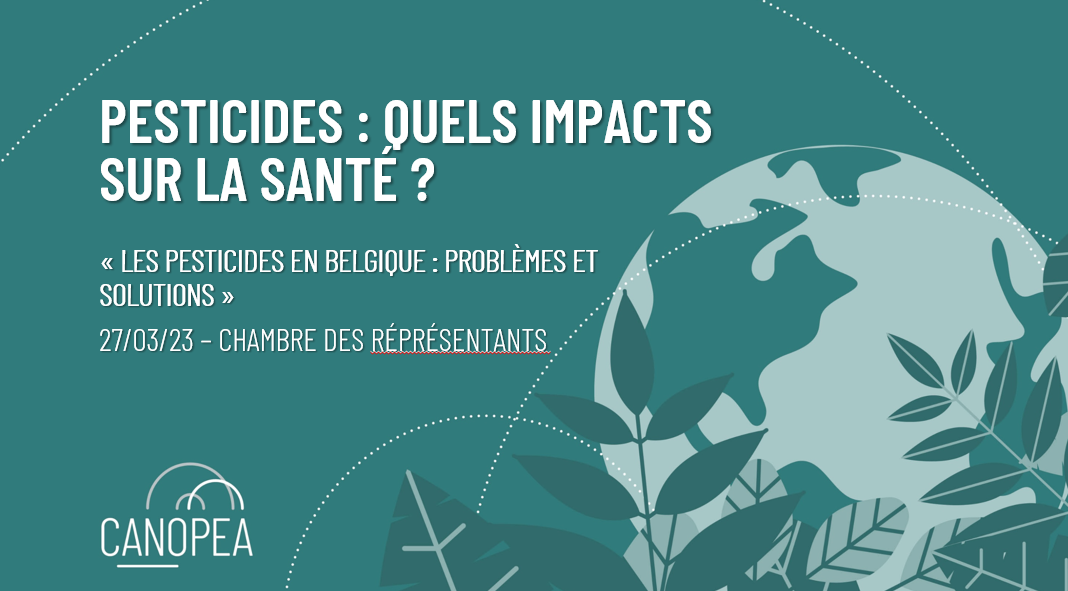 PESTICIDES : QUELS IMPACTS
SUR LA SANTÉ ?
« LES PESTICIDES EN BELGIQUE : PROBLÈMES ET
SOLUTIONS »
27/03/23 – CHAMBRE DES RÉPRÉSENTANTS
CANOPEA